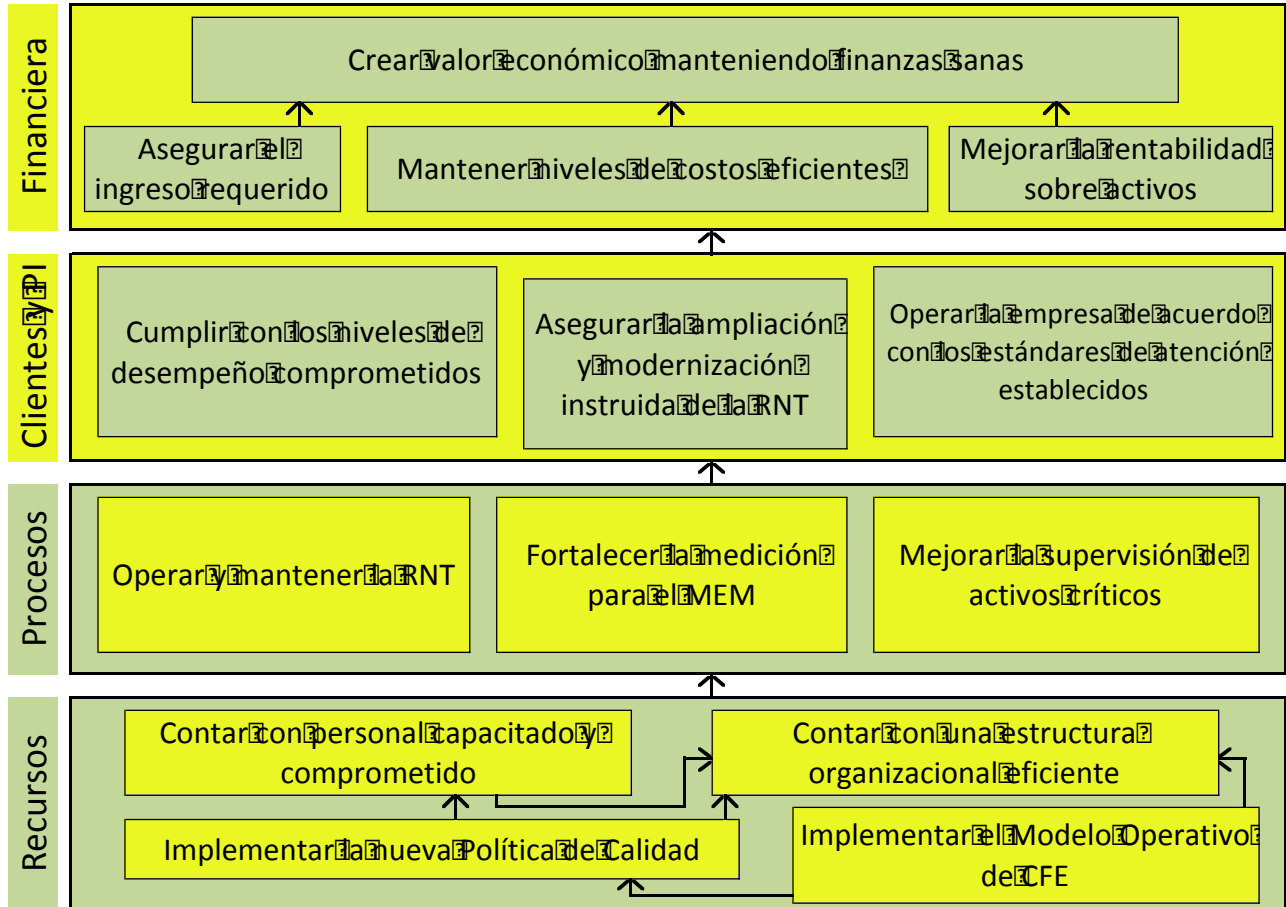 Financiera
Crear valor económico manteniendo finanzas sanas
Asegurar el
ingreso requerido
Mantener niveles de costos eficientes
Mejorar la rentabilidad
sobre activos
Clientes y PI
Cumplir con los niveles de
desempeño comprometidos
Asegurar la ampliación
y modernización
instruida de la RNT
Operar la empresa de acuerdo
con los estándares de atención
establecidos
Procesos
Operar y mantener la RNT
Fortalecer la medición
para el MEM
Mejorar la supervisión de
activos críticos
Recursos
Contar con personal capacitado y
comprometido
Contar con una estructura
organizacional eficiente
Implementar la nueva Política de Calidad
Implementar el Modelo Operativo
de CFE